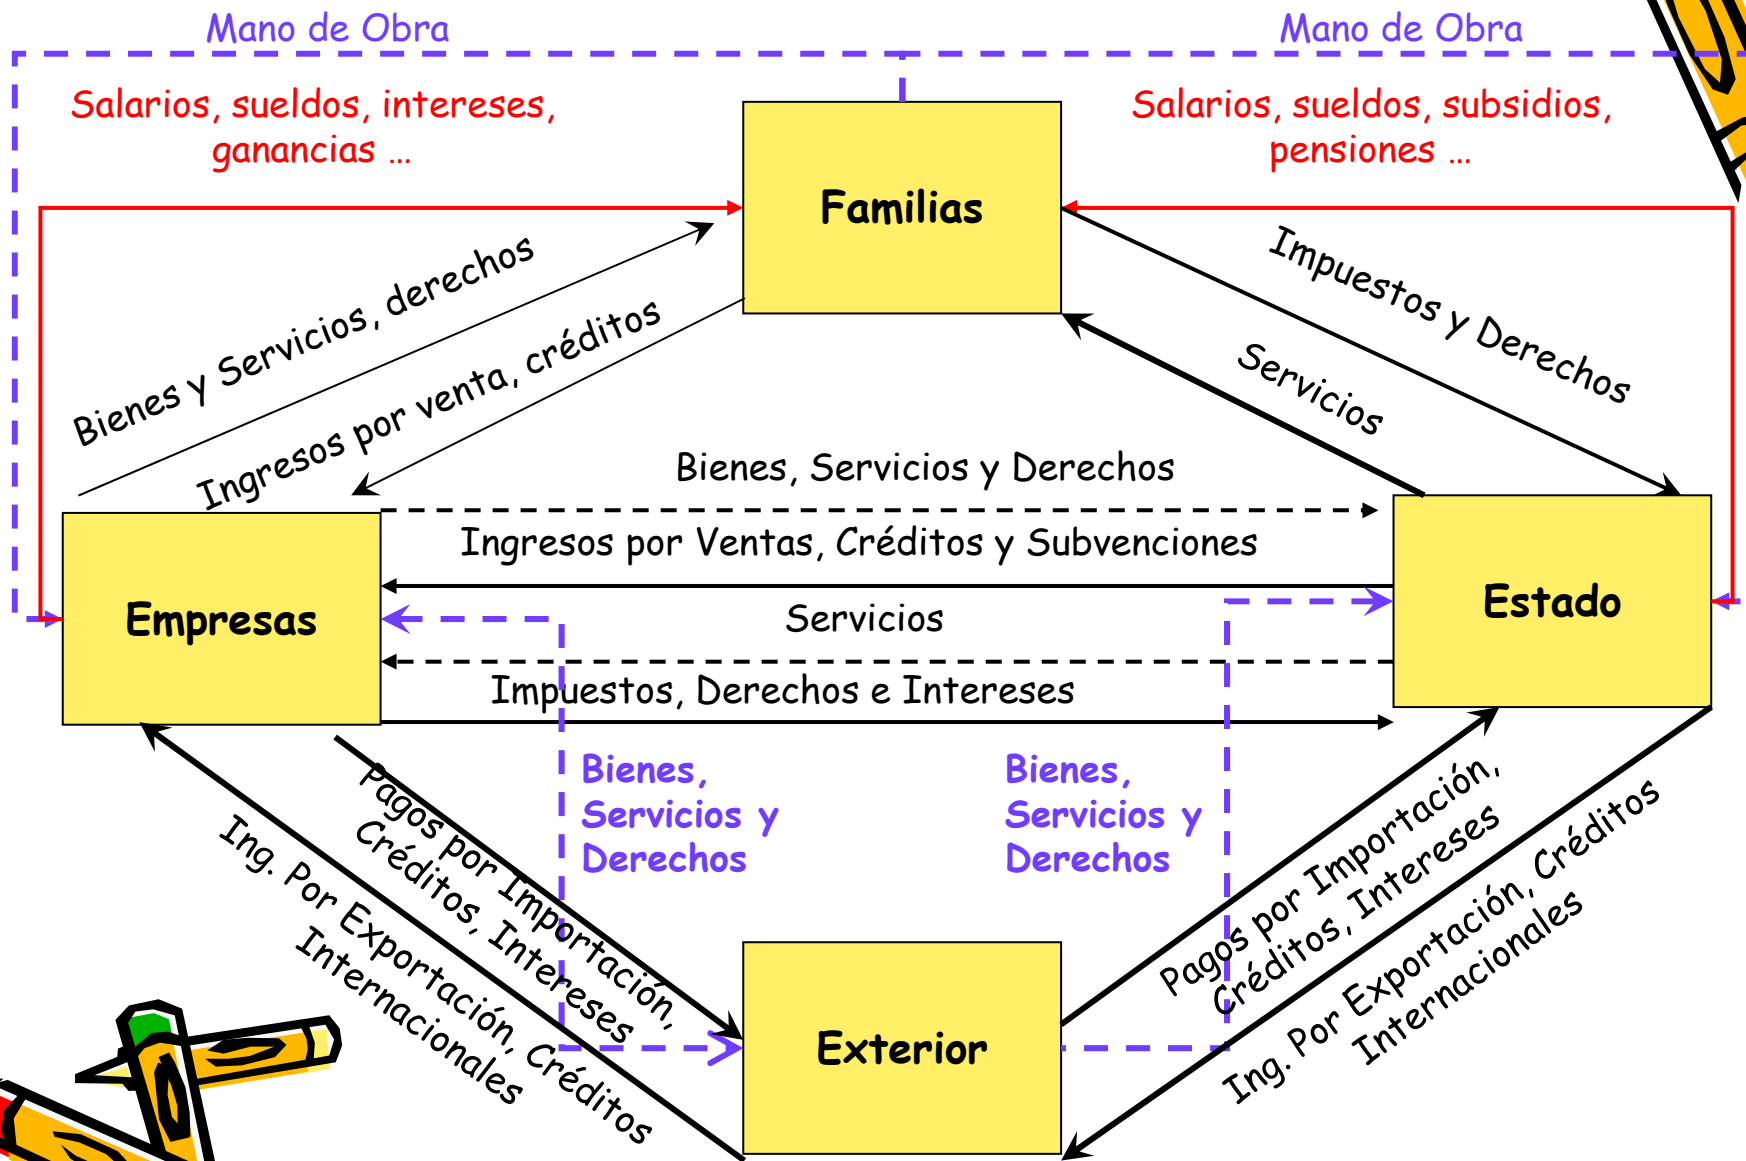 Mano de Obra
Mano de Obra
Salarios, sueldos, intereses,
ganancias ...
Salarios, sueldos, subsidios,
pensiones ...
Familias
Bienes y Servicios, derechos
Ingresos por venta, créditos
Impuestos y Derechos
Servicios
Bienes, Servicios y Derechos
Ingresos por Ventas, Créditos y Subvenciones
Empresas
Servicios
Estado
Impuestos, Derechos e Intereses
Bienes,
Servicios y
Derechos
Bienes,
Servicios y
Derechos
Pagos por Importación,
Créditos, Intereses
Ing. Por Exportación, Créditos
Internacionales
Pagos por Importación,
Créditos, Intereses
Ing. Por Exportación, Créditos
Internacionales
Exterior